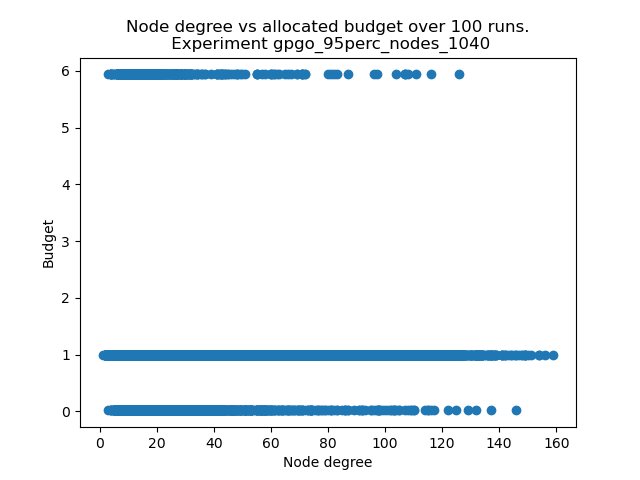 Node degree vs allocated budget over 100 runs.
Experiment gpgo_95perc_nodes_1040
6
5
4
3
2
1
0
Budget
0 20 40 60 80 100 120 140 160
Node degree